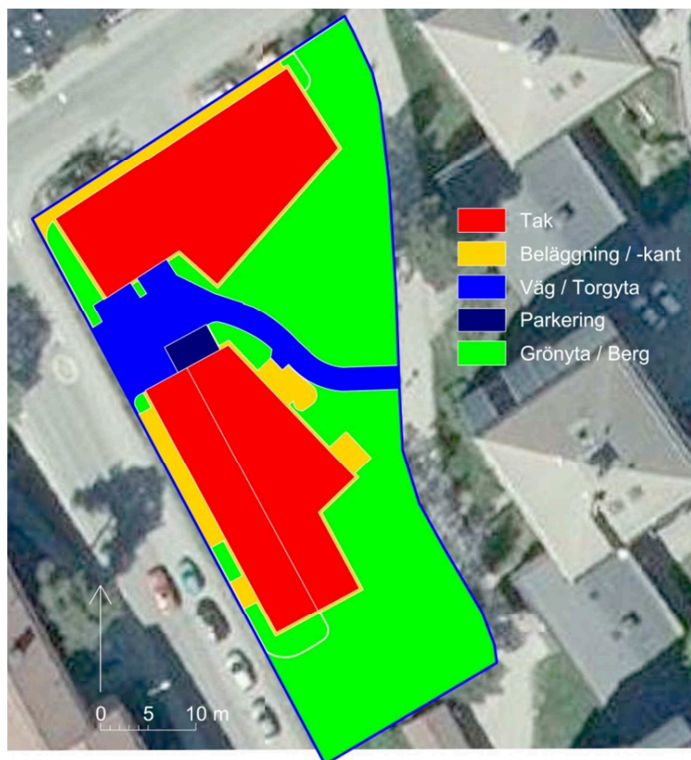 Tak
Beläggning / -kant
Väg / Torgyta
Parkering
Grönyta / Berg
0 5 10 m